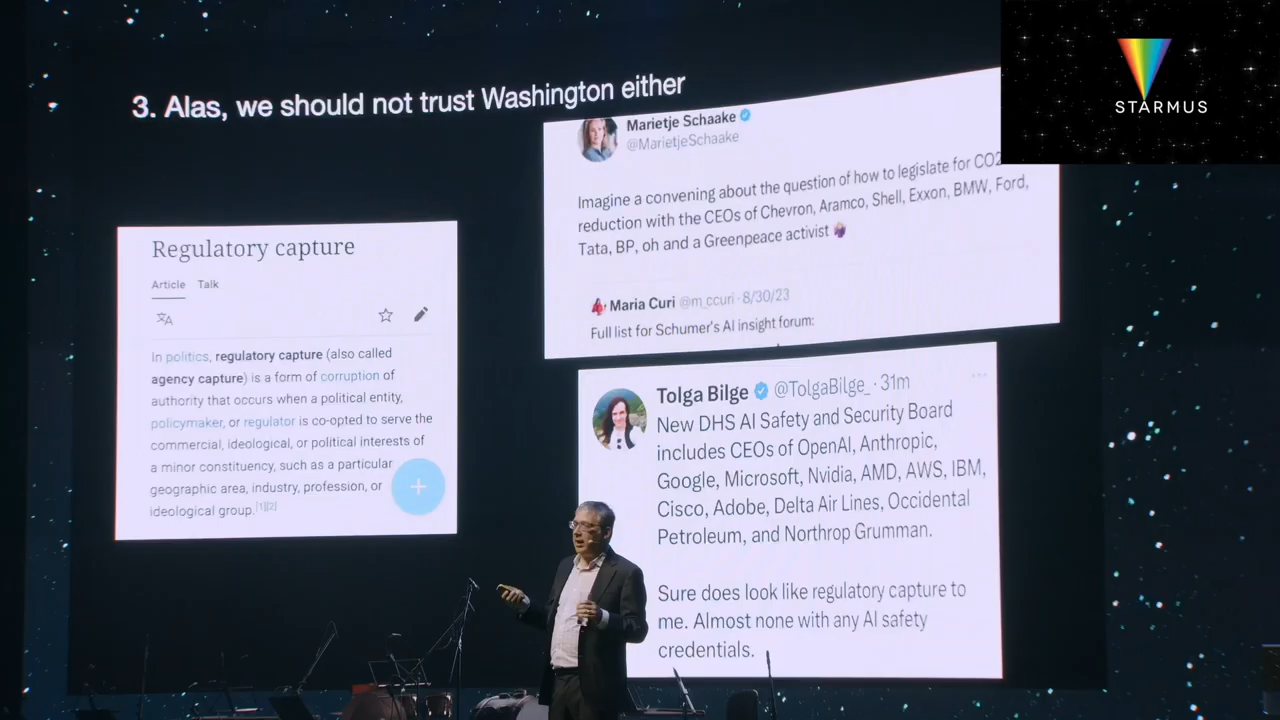 3. Alas, we should not trust Washington either
STARMUS
Marietje Schaake
@MarietjeSchaake
Imagine a convening about the question of how to legislate for CO2
reduction with the CEOs of Chevron, Aramco, Shell, Exxon, BMW, Ford,
Tata, BP, oh and a Greenpeace activist
Maria Curi @m_ccuri · 8/30/23
Full list for Schumer's AI insight forum:
Regulatory capture
Article Talk
In politics, regulatory capture (also called
agency capture) is a form of corruption of
authority that occurs when a political entity,
policymaker, or regulator is co-opted to serve the
commercial, ideological, or political interests of
a minor constituency, such as a particular
geographic area, industry, profession, or
ideological group.[1][2]
Tolga Bilge @TolgaBilge_ · 31m
New DHS AI Safety and Security Board
includes CEOs of OpenAI, Anthropic,
Google, Microsoft, Nvidia, AMD, AWS, IBM,
Cisco, Adobe, Delta Air Lines, Occidental
Petroleum, and Northrop Grumman.
Sure does look like regulatory capture to
me. Almost none with any AI safety
credentials.